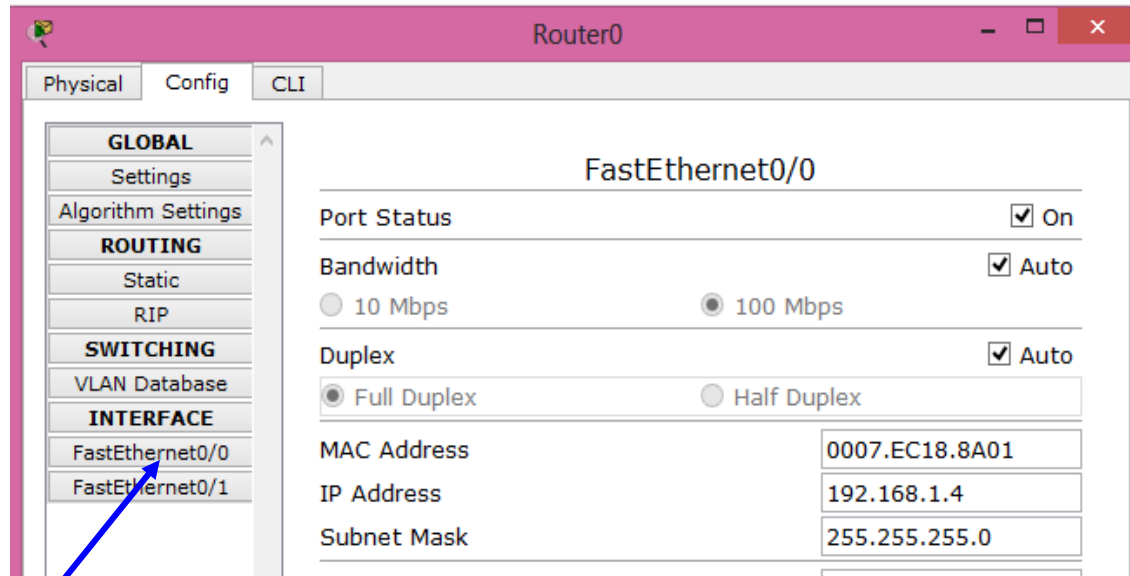 Router0
Physical Config CLI
GLOBAL
Settings
Algorithm Settings
ROUTING
Static
RIP
SWITCHING
VLAN Database
INTERFACE
FastEthernet0/0
FastEthernet0/1
FastEthernet0/0
Port Status On
Bandwidth Auto
10 Mbps 100 Mbps
Duplex Auto
Full Duplex Half Duplex
MAC Address 0007.EC18.8A01
IP Address 192.168.1.4
Subnet Mask 255.255.255.0